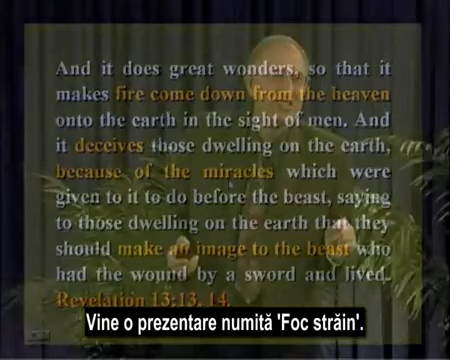 And it does great wonders, so that it
makes fire come down from the heaven
onto the earth in the sight of men. And
it deceives those dwelling on the earth,
because of the miracles which were
given to it to do before the beast, saying
to those dwelling on the earth that they
should make an image to the beast who
had the wound by a sword and lived.
Revelation 13:13, 14.
Vine o prezentare numită 'Foc străin'.